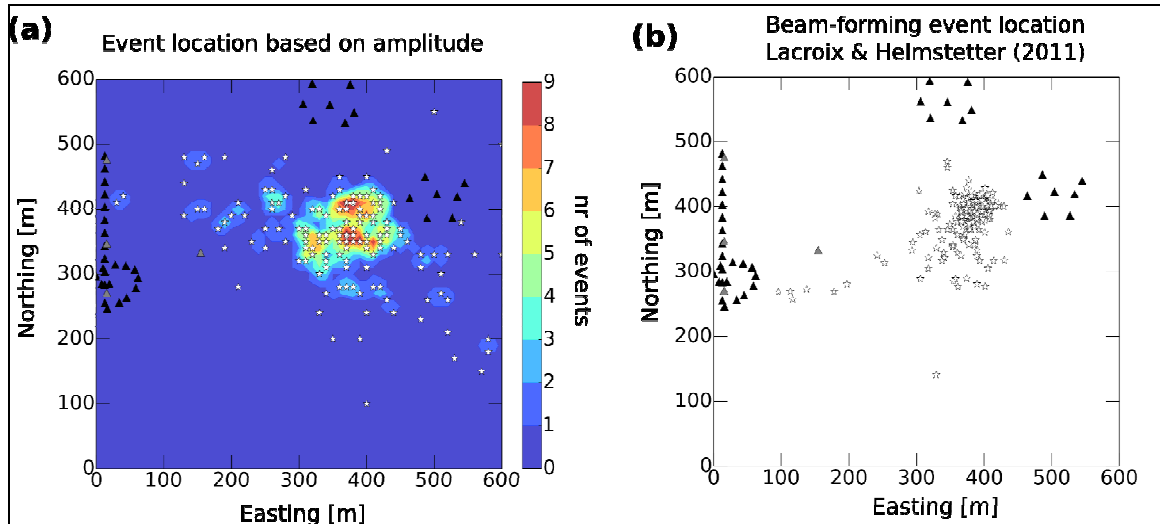 (a)
Event location based on amplitude
600
500
400
300
200
100
0
0 100 200 300 400 500 600
Northing [m]
Easting [m]
9
8
7
6
5
4
3
2
1
0
nr of events
(b)
Beam-forming event location
Lacroix & Helmstetter (2011)
600
500
400
300
200
100
0
0 100 200 300 400 500 600
Northing [m]
Easting [m]